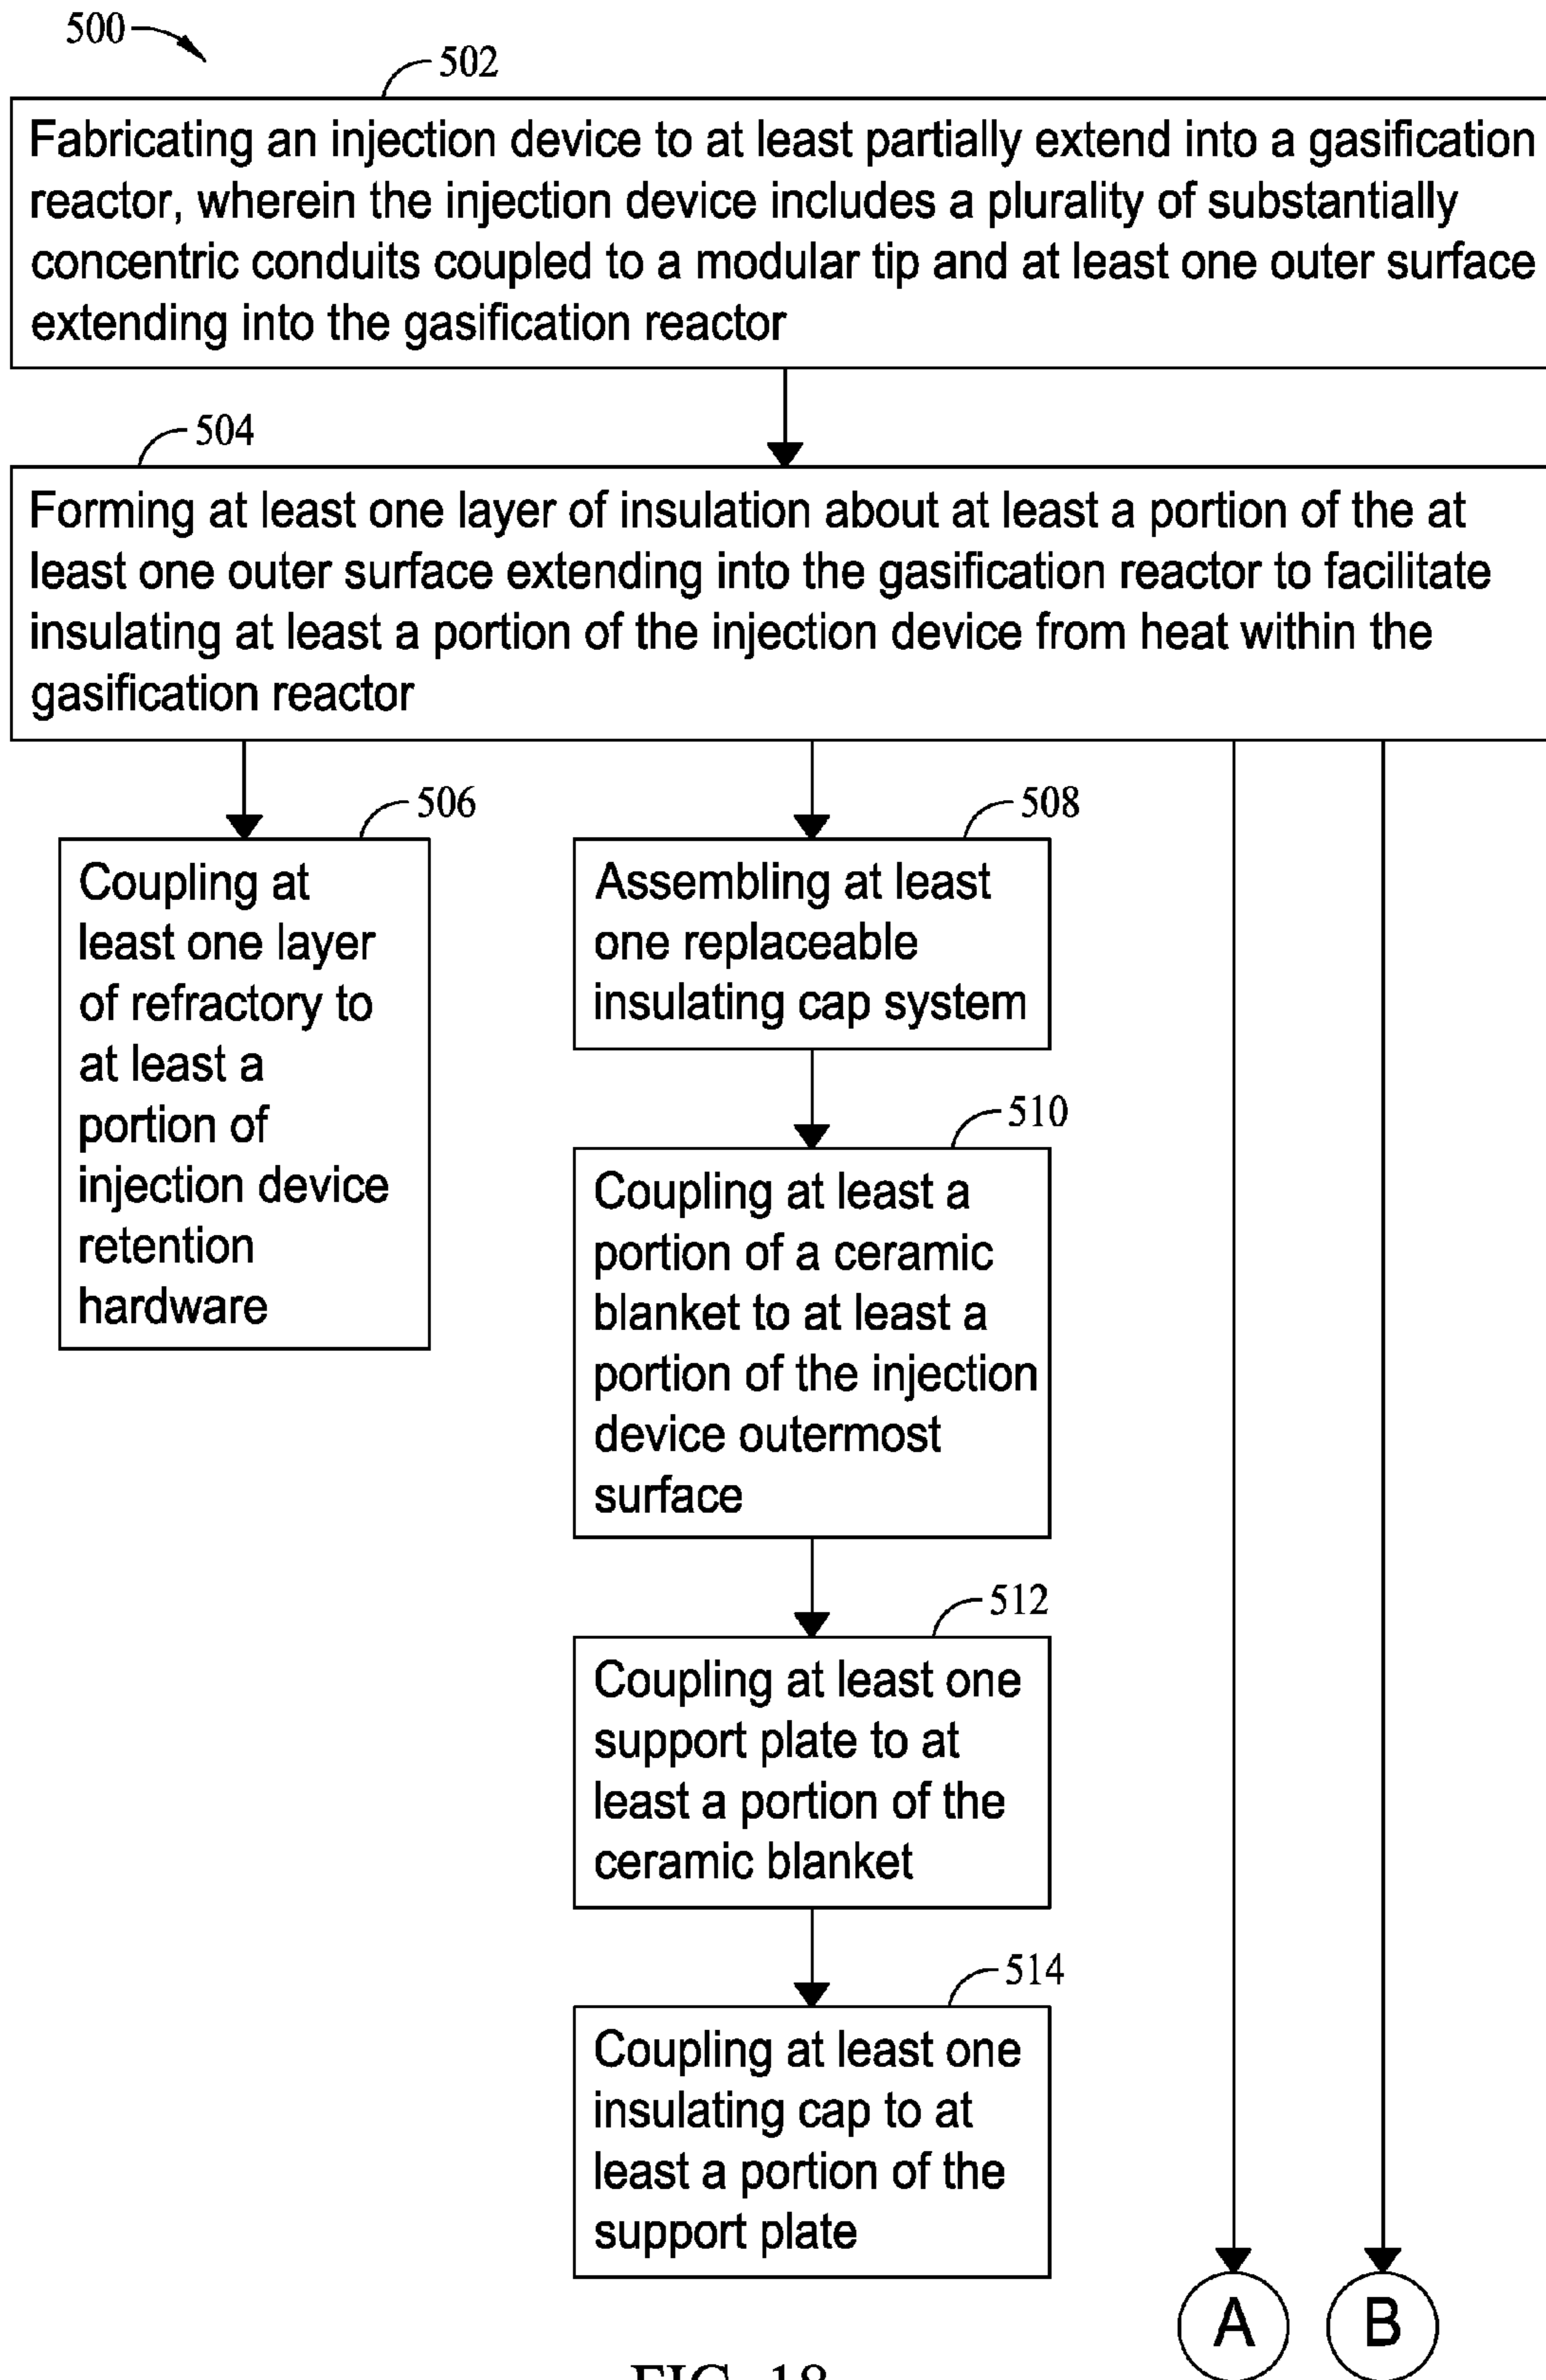 500
502
Fabricating an injection device to at least partially extend into a gasification
reactor, wherein the injection device includes a plurality of substantially
concentric conduits coupled to a modular tip and at least one outer surface
extending into the gasification reactor
504
Forming at least one layer of insulation about at least a portion of the at
least one outer surface extending into the gasification reactor to facilitate
insulating at least a portion of the injection device from heat within the
gasification reactor
506
Coupling at
least one layer
of refractory to
at least a
portion of
injection device
retention
hardware
508
Assembling at least
one replaceable
insulating cap system
510
Coupling at least a
portion of a ceramic
blanket to at least a
portion of the injection
device outermost
surface
512
Coupling at least one
support plate to at
least a portion of the
ceramic blanket
514
Coupling at least one
insulating cap to at
least a portion of the
support plate
A
B
FIG. 18